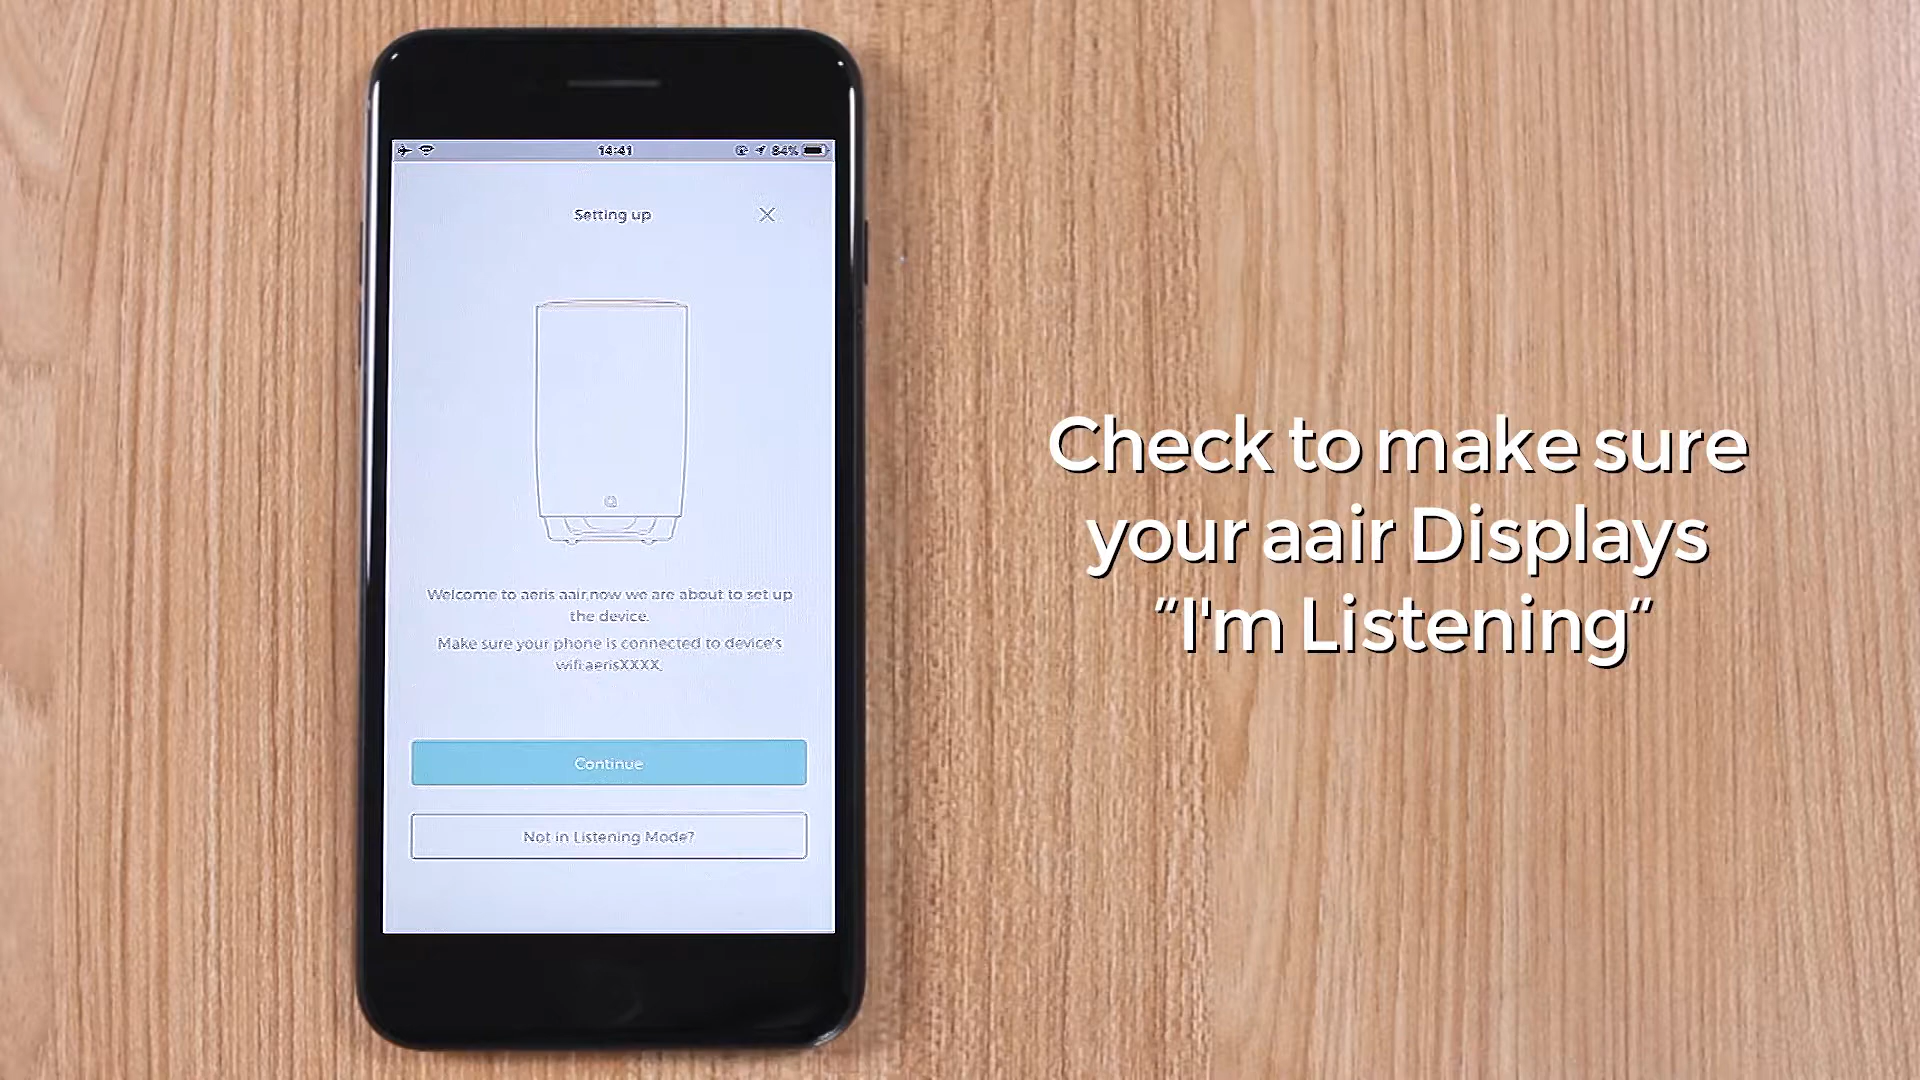 14:41
84%
Setting up
Welcome to aeris aair,now we are about to set up
the device.
Make sure your phone is connected to device's
wifi:aerisXXXX.
Continue
Not in Listening Mode?
Check to make sure
your aair Displays
“I'm Listening”